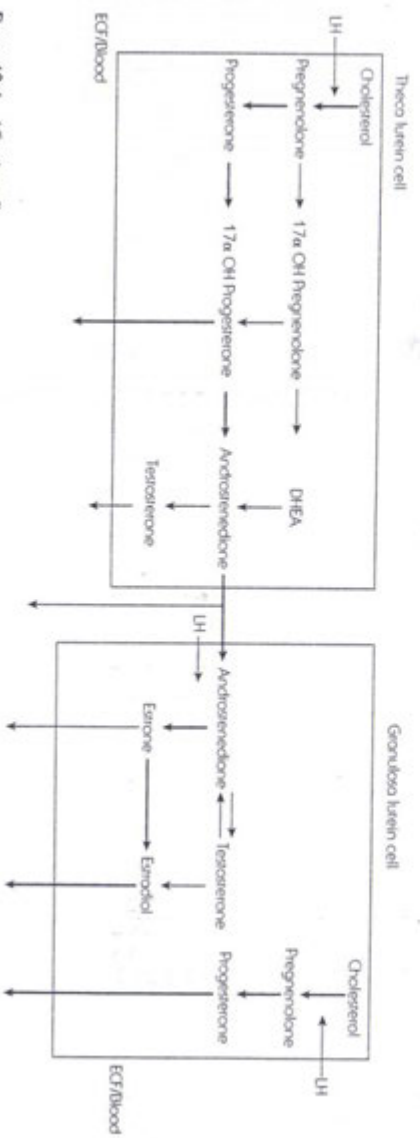 Theca lutein cell
Cholesterol
LH
Pregnenolone
17α OH Pregnenolone
DHEA
Progesterone
17α OH Progesterone
Androstenedione
Testosterone
ECF/Blood
Granulosa lutein cell
Cholesterol
LH
Pregnenolone
LH
Androstenedione
Testosterone
Progesterone
Estrone
Estradiol
ECF/Blood